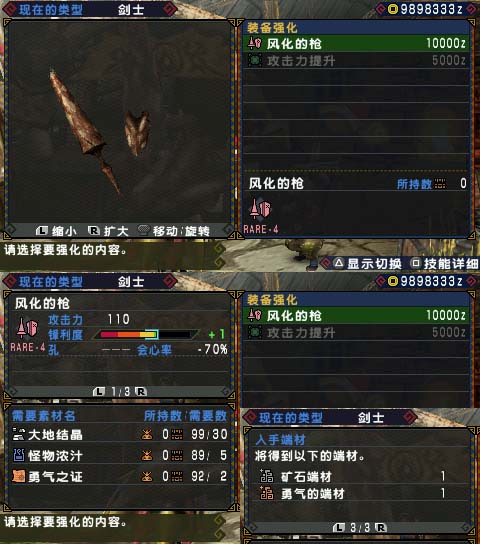 现在的类型 剑士
9898333z
装备强化
风化的枪 10000z
攻击力提升 5000z
风化的枪 所持数 0
RARE-4
L 缩小 R 扩大 移动/旋转
请选择要强化的内容。
△显示切换 □技能详细
现在的类型 剑士
9898333z
风化的枪
攻击力 110
锋利度 +1
RARE-4
孔 --- 会心率 -70%
L 1/3 R
装备强化
风化的枪 10000z
攻击力提升 5000z
需要素材名 所持数/需要数
大地结晶 0 99/30
怪物浓汁 0 89/ 5
勇气之证 0 92/ 2
请选择要强化的内容。
现在的类型 剑士
入手端材
将得到以下的端材。
矿石端材 1
勇气的端材 1
L 3/3 R